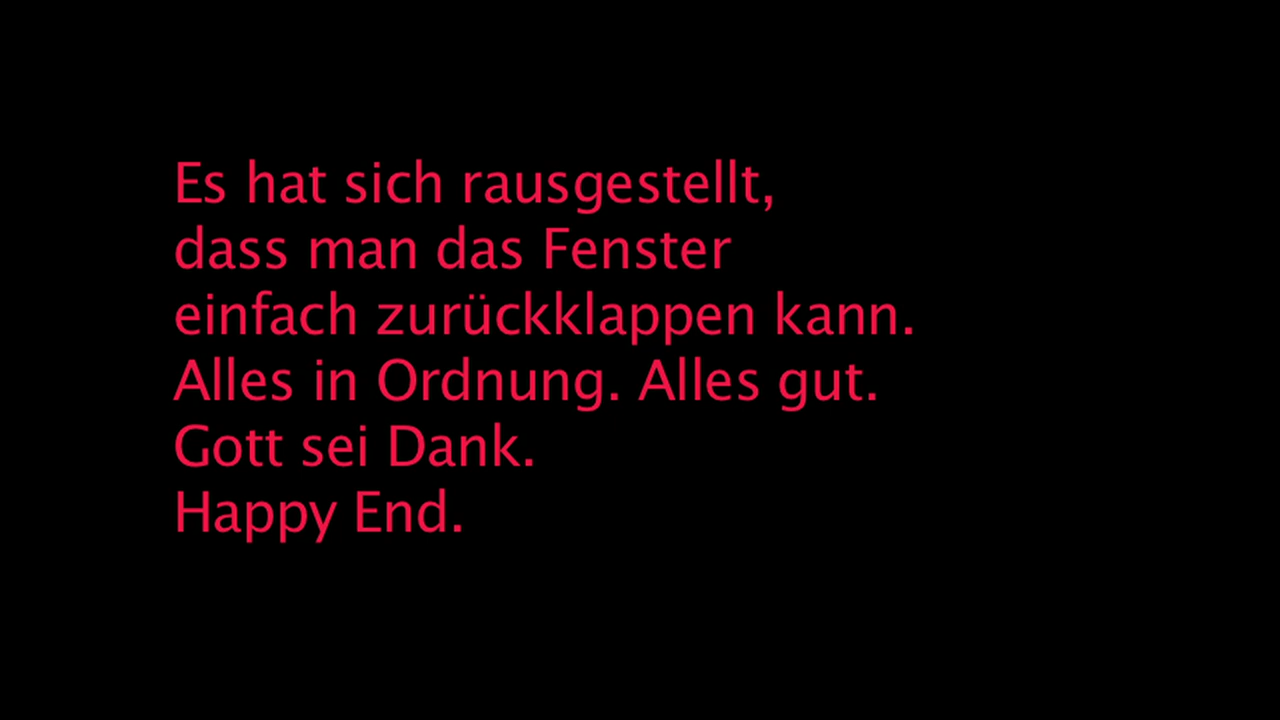 Es hat sich rausgestellt,
dass man das Fenster
einfach zurückklappen kann.
Alles in Ordnung. Alles gut.
Gott sei Dank.
Happy End.